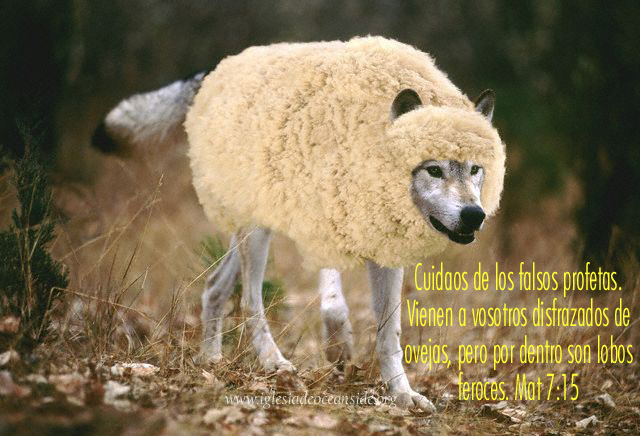 Cuidaos de los falsos profetas.
Vienen a vosotros disfrazados de
ovejas, pero por dentro son lobos
feroces. Mat 7:15
www.iglesiadeoceanside.org